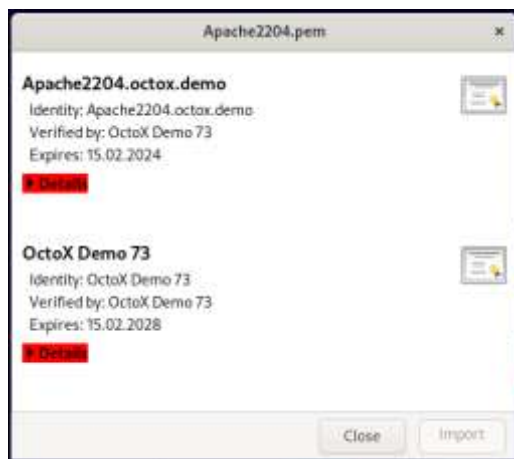 Apache2204.pem
×
Apache2204.octox.demo
Identity: Apache2204.octox.demo
Verified by: OctoX Demo 73
Expires: 15.02.2024
Details
OctoX Demo 73
Identity: OctoX Demo 73
Verified by: OctoX Demo 73
Expires: 15.02.2028
Details
Close Import